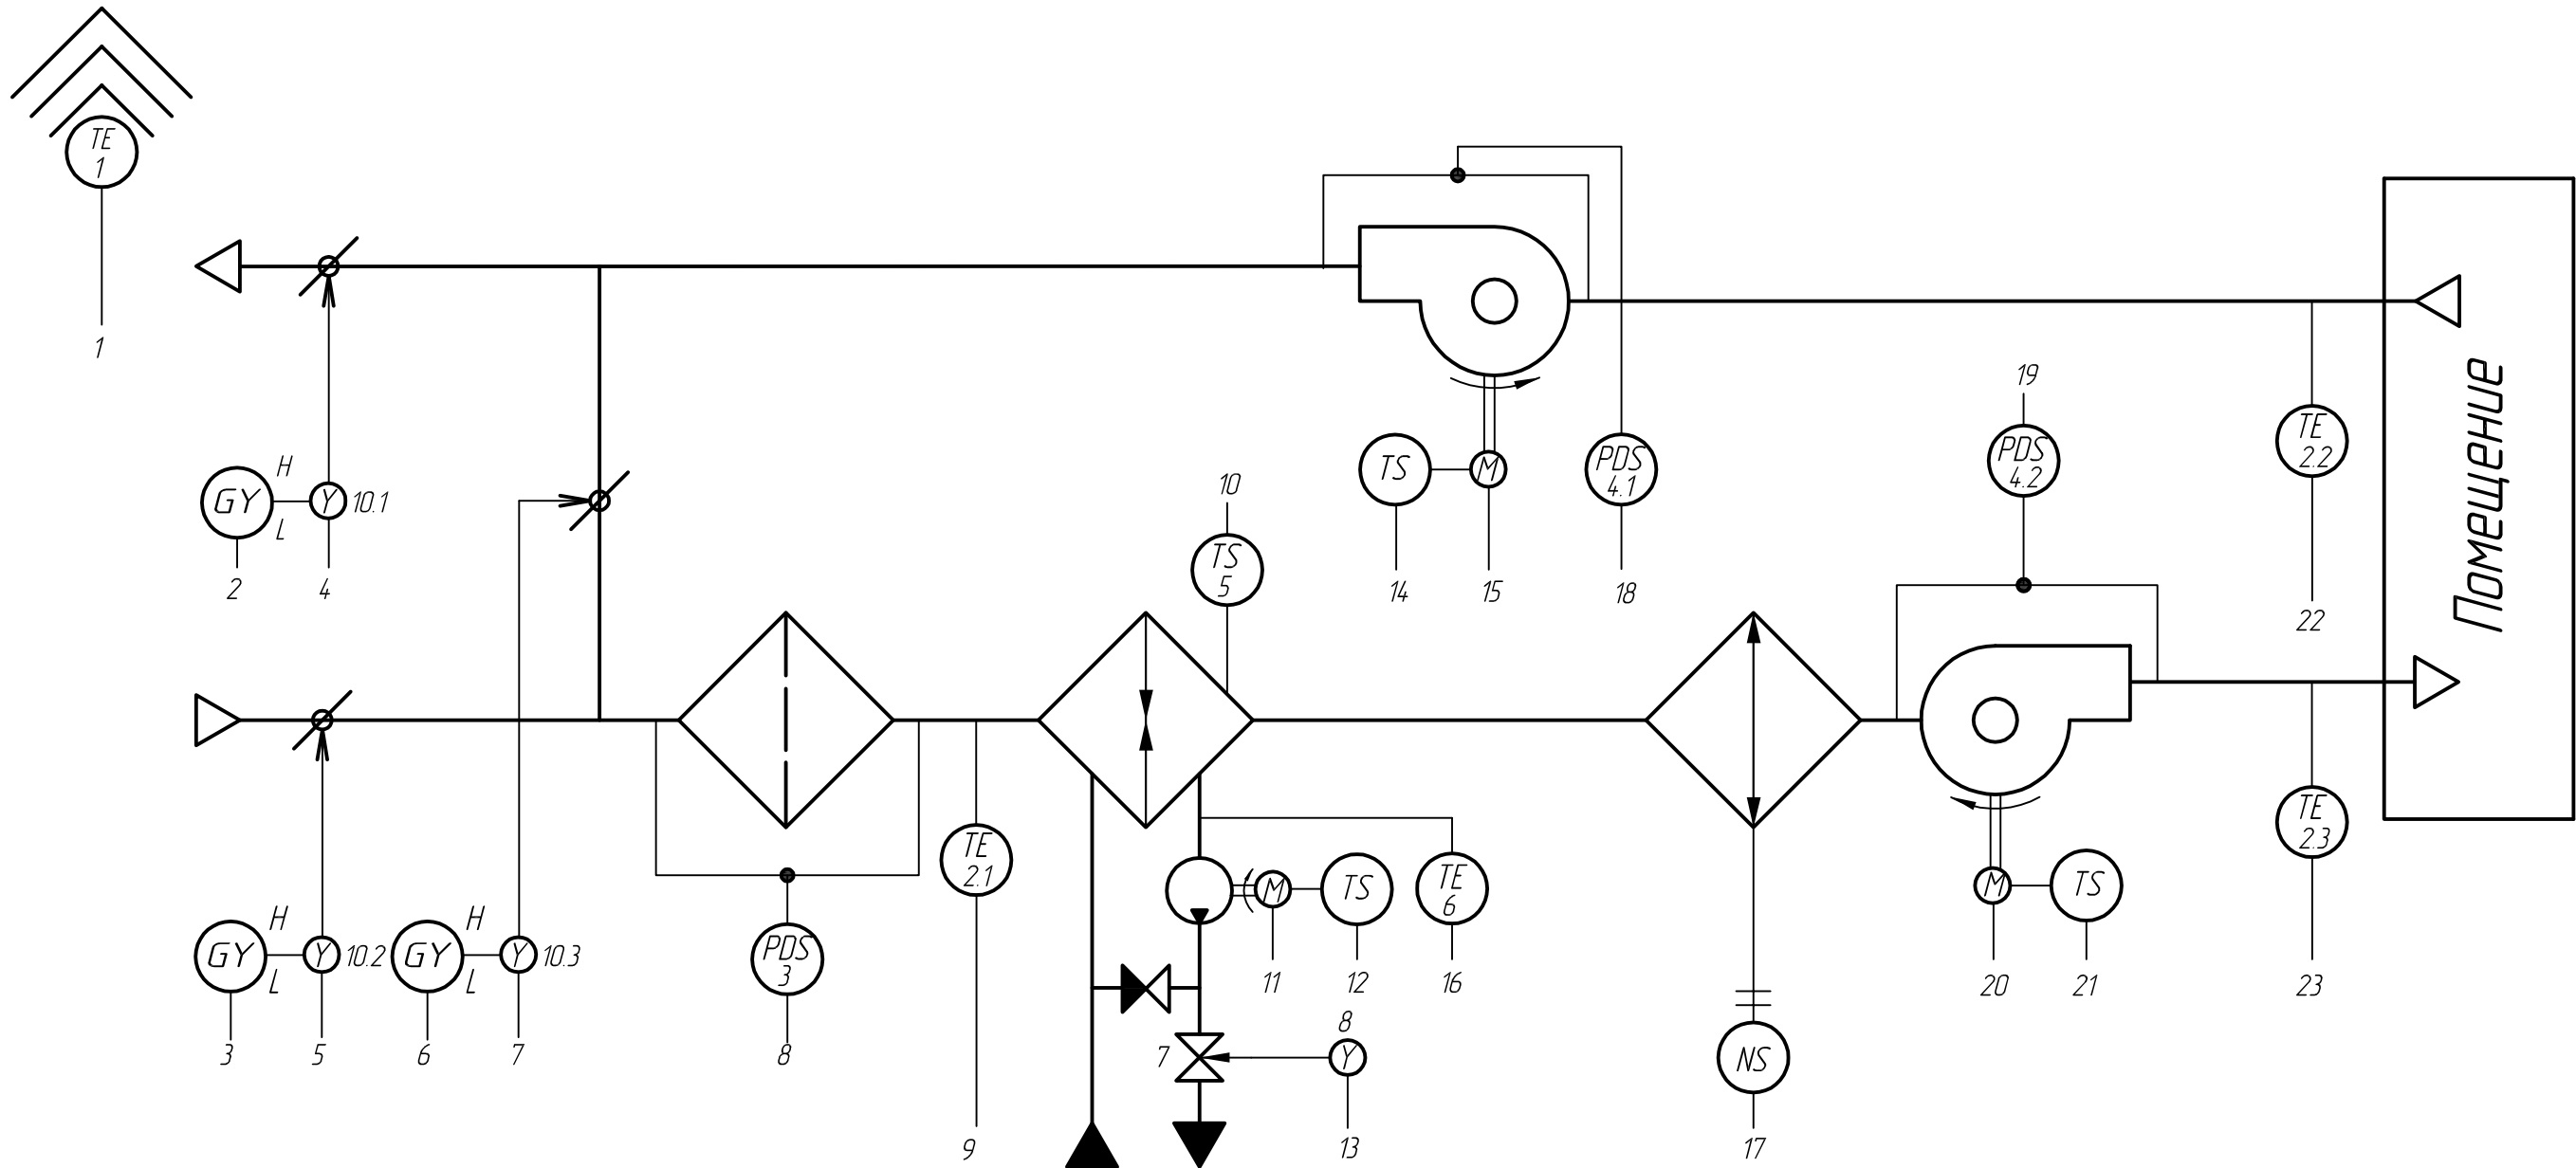 TE
1
1
GY
H
L
Y
10.1
2
4
TS
M
PDS
4.1
14
15
18
19
PDS
4.2
TE
2.2
22
Помещение
10
TS
5
GY
H
L
Y
10.2
3
5
GY
H
L
Y
10.3
6
7
PDS
3
8
TE
2.1
9
M
TS
TE
6
11
12
16
7
8
Y
13
NS
17
M
TS
20
21
TE
2.3
23